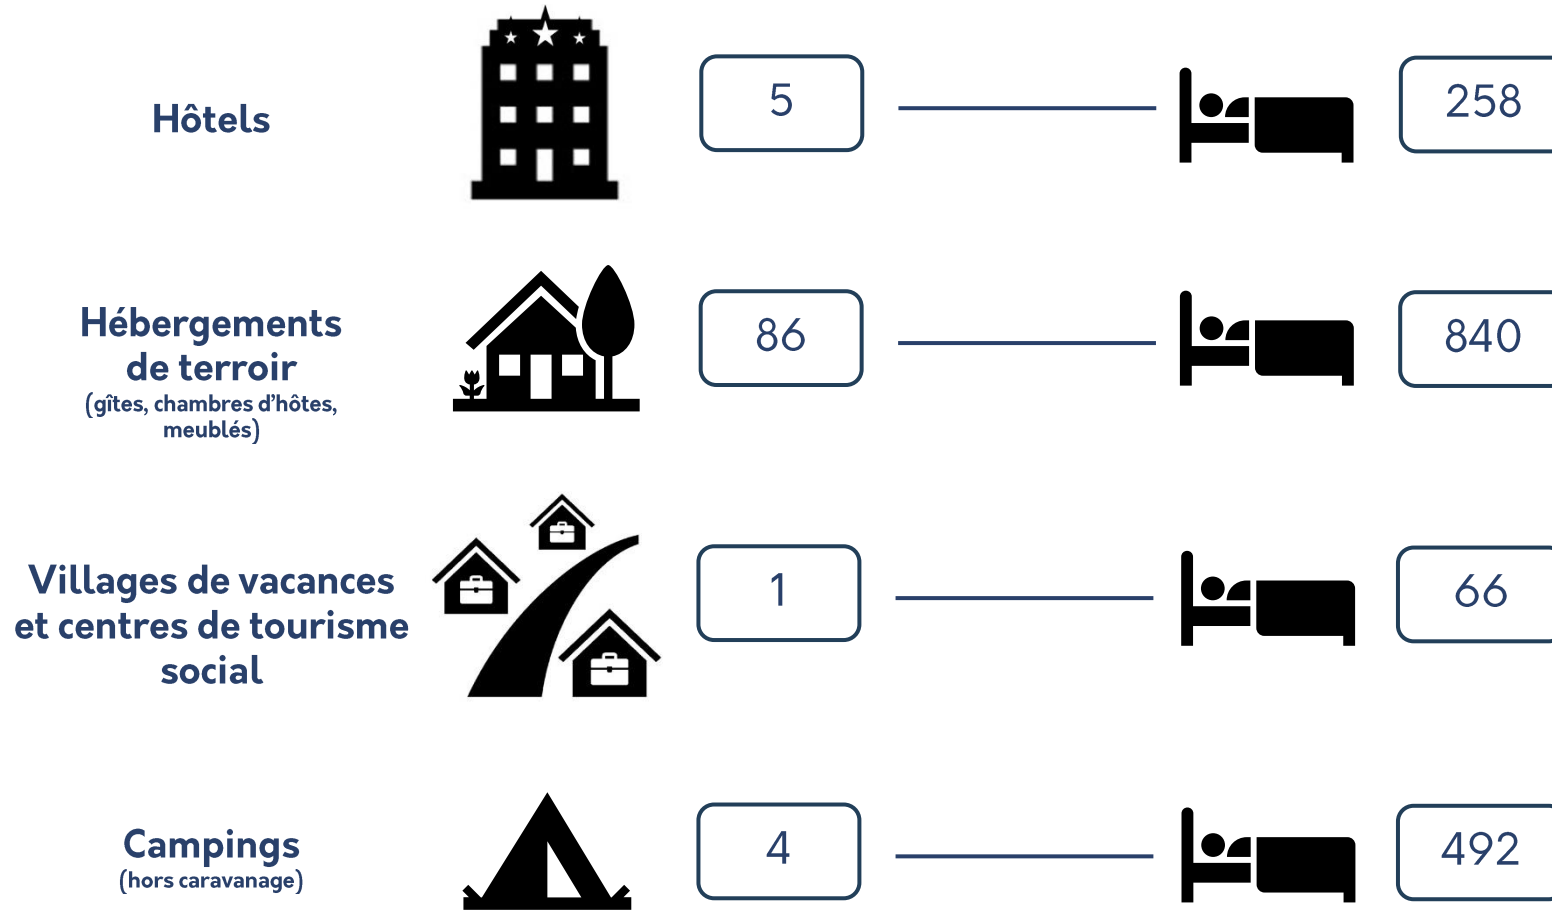 Hôtels
5
258
Hébergements
de terroir
(gîtes, chambres d’hôtes,
meublés)
86
840
Villages de vacances
et centres de tourisme
social
1
66
Campings
(hors caravanage)
4
492